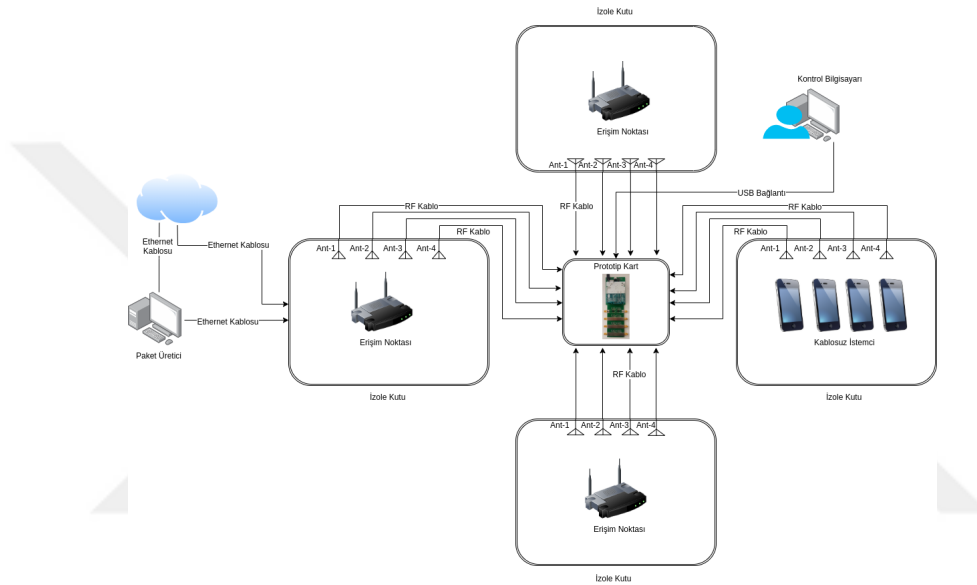 İzole Kutu
Kontrol Bilgisayarı
Erişim Noktası
Ant-1 Ant-2 Ant-3 Ant-4
USB Bağlantı
RF Kablo
RF Kablo
RF Kablo
RF Kablo
RF Kablo
Ethernet
Kablosu
Ethernet Kablosu
Ant-1 Ant-2 Ant-3 Ant-4
Prototip Kart
Ant-1 Ant-2 Ant-3 Ant-4
Ethernet Kablosu
Erişim Noktası
Kablosuz İstemci
Paket Üretici
RF Kablo
İzole Kutu
İzole Kutu
Ant-1 Ant-2 Ant-3 Ant-4
Erişim Noktası
İzole Kutu